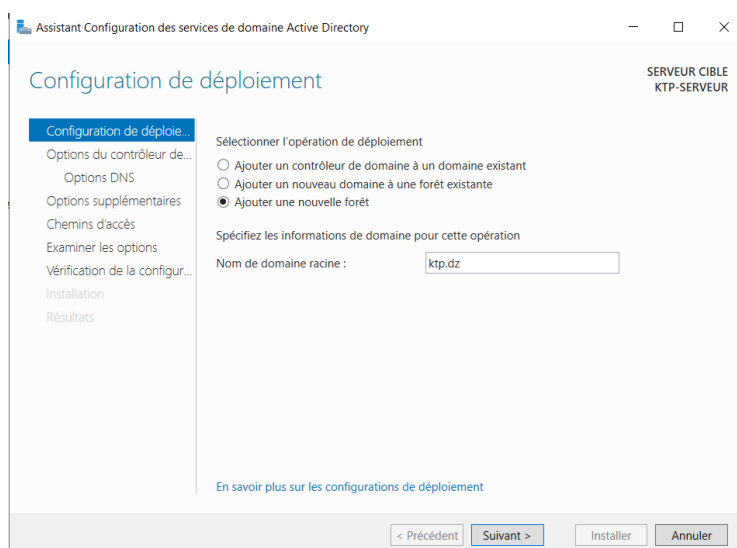 Assistant Configuration des services de domaine Active Directory
Configuration de déploiement
SERVEUR CIBLE
KTP-SERVEUR
Configuration de déploie...
Options du contrôleur de...
Options DNS
Options supplémentaires
Chemins d'accès
Examiner les options
Vérification de la configur...
Installation
Résultats
Sélectionner l'opération de déploiement
Ajouter un contrôleur de domaine à un domaine existant
Ajouter un nouveau domaine à une forêt existante
Ajouter une nouvelle forêt
Spécifiez les informations de domaine pour cette opération
Nom de domaine racine : ktp.dz
En savoir plus sur les configurations de déploiement
< Précédent Suivant > Installer Annuler